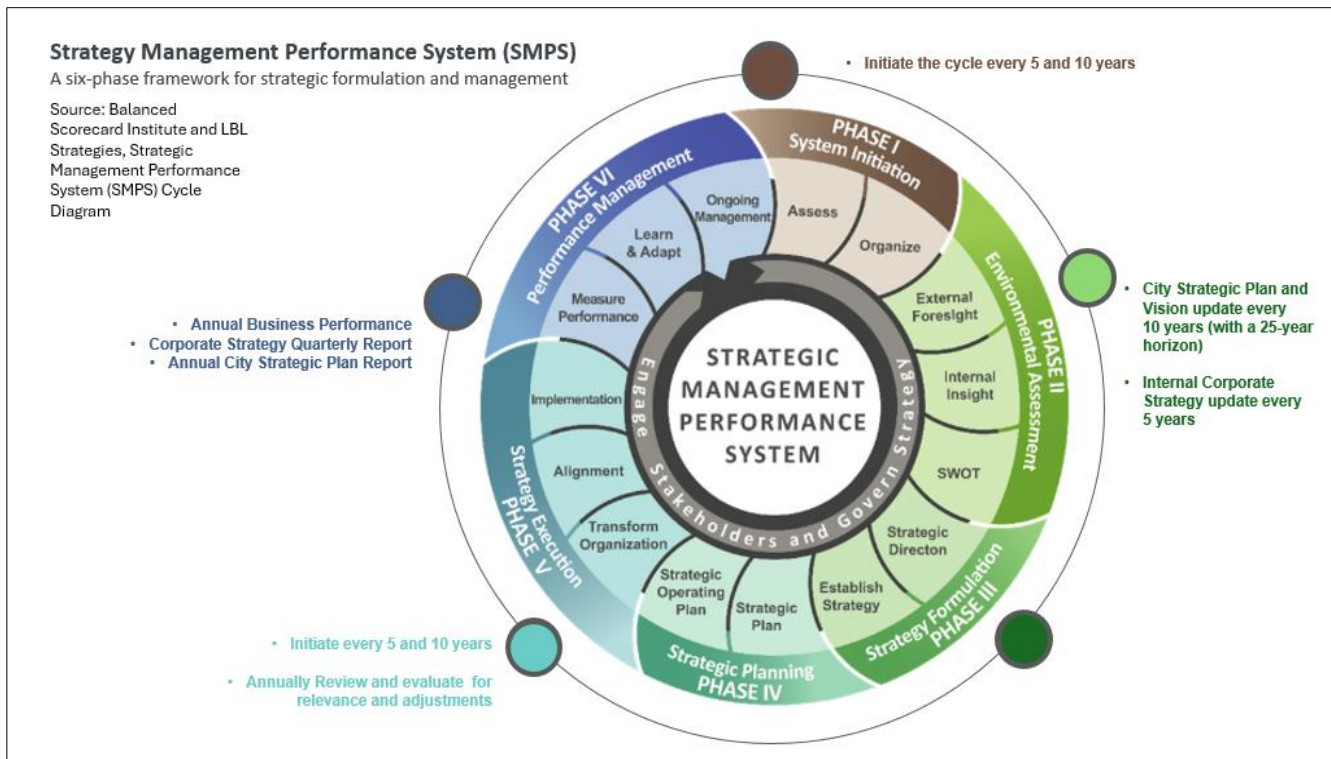 Strategy Management Performance System (SMPS)
A six-phase framework for strategic formulation and management
Source: Balanced
Scorecard Institute and LBL
Strategies, Strategic
Management Performance
System (SMPS) Cycle
Diagram
• Initiate the cycle every 5 and 10 years
PHASE I
System Initiation
Assess
Organize
PHASE II
Environmental Assessment
External
Foresight
Internal
Insight
SWOT
• City Strategic Plan and
Vision update every
10 years (with a 25-year
horizon)
• Internal Corporate
Strategy update every
5 years
Strategy Formulation
PHASE III
Strategic
Directon
Establish
Strategy
Strategic Planning
PHASE IV
Strategic
Plan
Strategic
Operating
Plan
Strategy Execution
PHASE V
Transform
Organization
Alignment
Implementation
• Initiate every 5 and 10 years
• Annually Review and evaluate for
relevance and adjustments
PHASE VI
Performance Management
Measure
Performance
Learn
& Adapt
Ongoing
Management
• Annual Business Performance
• Corporate Strategy Quarterly Report
• Annual City Strategic Plan Report
Engage Stakeholders and Govern Strategy
STRATEGIC
MANAGEMENT
PERFORMANCE
SYSTEM